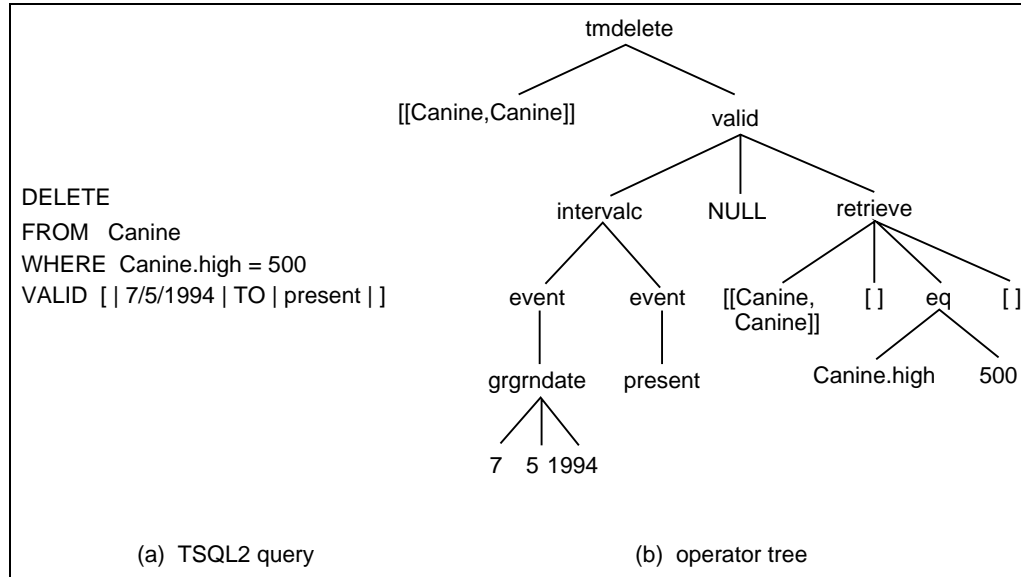 tmdelete
[[Canine,Canine]]
valid
DELETE
FROM Canine
WHERE Canine.high = 500
VALID [ | 7/5/1994 | TO | present | ]
intervalc NULL retrieve
event event [[Canine,
Canine]]
[ ] eq [ ]
grgrndate present Canine.high 500
7 5 1994
(a) TSQL2 query
(b) operator tree